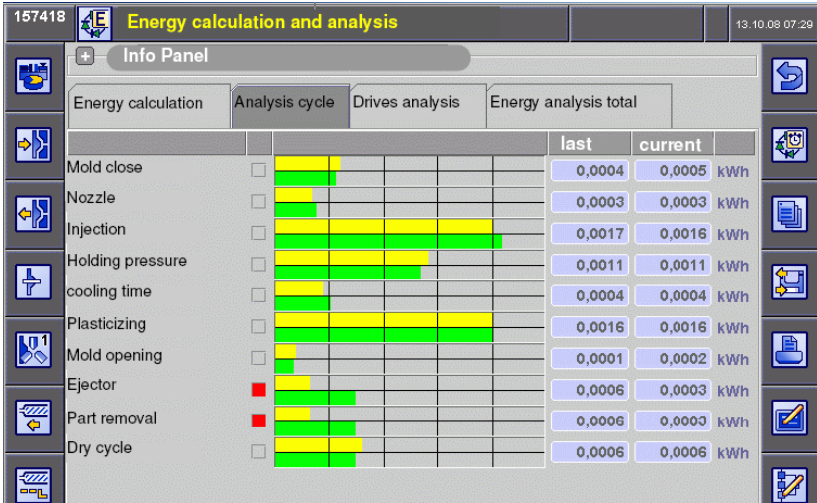 157418 Energy calculation and analysis 13.10.08 07:29
Info Panel
Energy calculation Analysis cycle Drives analysis Energy analysis total
last current
Mold close 0,0004 0,0005 kWh
Nozzle 0,0003 0,0003 kWh
Injection 0,0017 0,0016 kWh
Holding pressure 0,0011 0,0011 kWh
cooling time 0,0004 0,0004 kWh
Plasticizing 0,0016 0,0016 kWh
Mold opening 0,0001 0,0002 kWh
Ejector 0,0006 0,0003 kWh
Part removal 0,0006 kWh
Dry cycle 0,0006 0,0006 kWh